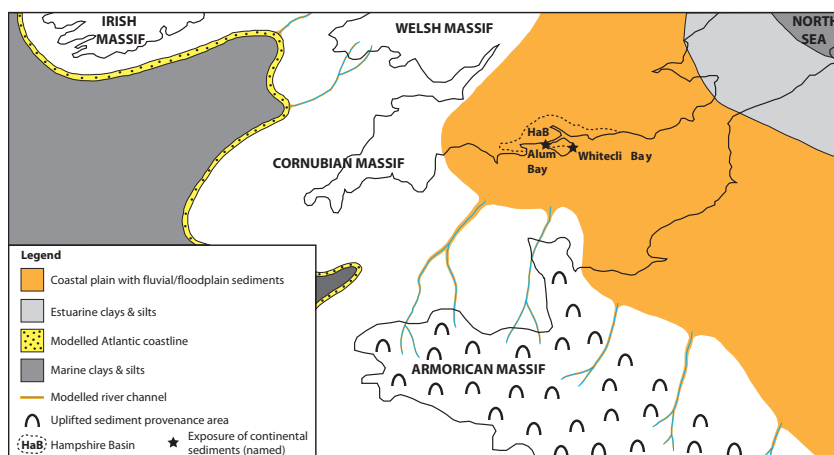 IRISH
MASSIF
WELSH MASSIF
NORTH
SEA
HaB
Alum
Bay
Whitecli Bay
CORNUBIAN MASSIF
ARMORICAN MASSIF
Legend
Coastal plain with fluvial/floodplain sediments
Estuarine clays & silts
Modelled Atlantic coastline
Marine clays & silts
Modelled river channel
Uplifted sediment provenance area
HaB Hampshire Basin
Exposure of continental
sediments (named)